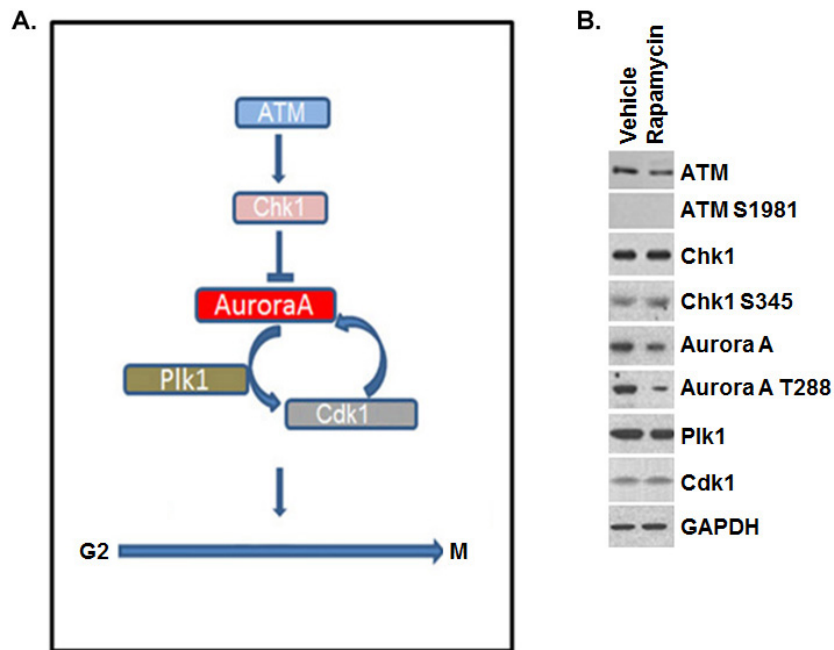 A.
ATM
Chk1
AuroraA
Plk1
Cdk1
G2 M
B.
Vehicle
Rapamycin
ATM
ATM S1981
Chk1
Chk1 S345
Aurora A
Aurora A T288
Plk1
Cdk1
GAPDH